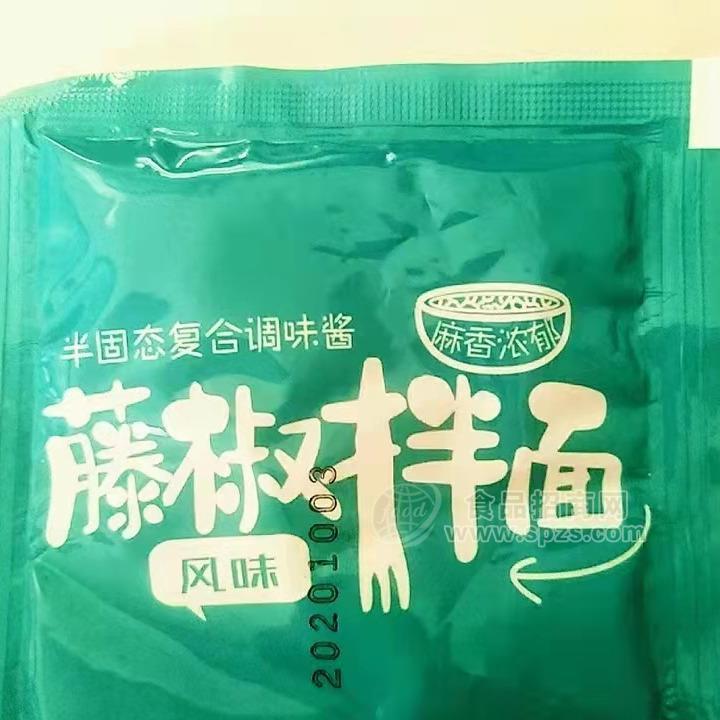 半固态复合调味酱
麻香浓郁
藤椒拌面
风味
20201003
食品招商网
www.spzs.com